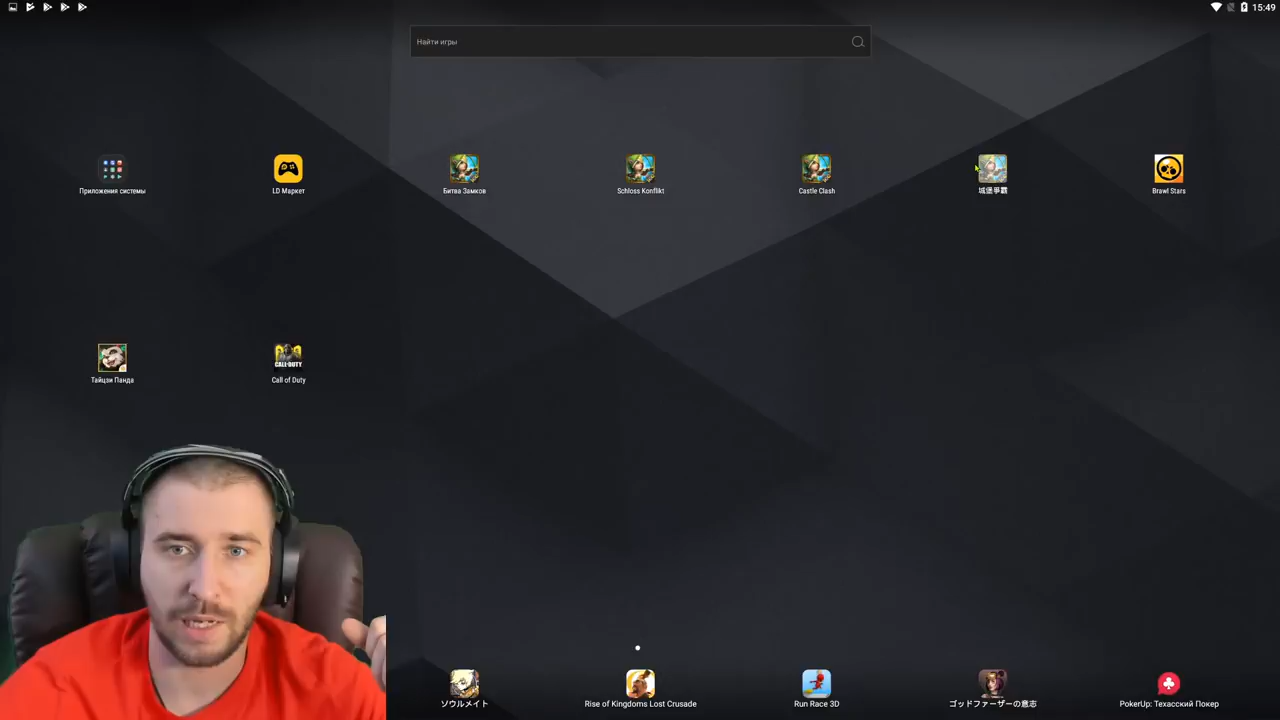 15:49
Найти игры
Приложения системы
LD Маркет
Битва Замков
Schloss Konflikt
Castle Clash
城堡爭霸
Brawl Stars
CALL OF DUTY
Тайцзи Панда
Call of Duty
ソウルメイト
Rise of Kingdoms Lost Crusade
Run Race 3D
ゴッドファーザーの意志
PokerUp: Техасский Покер